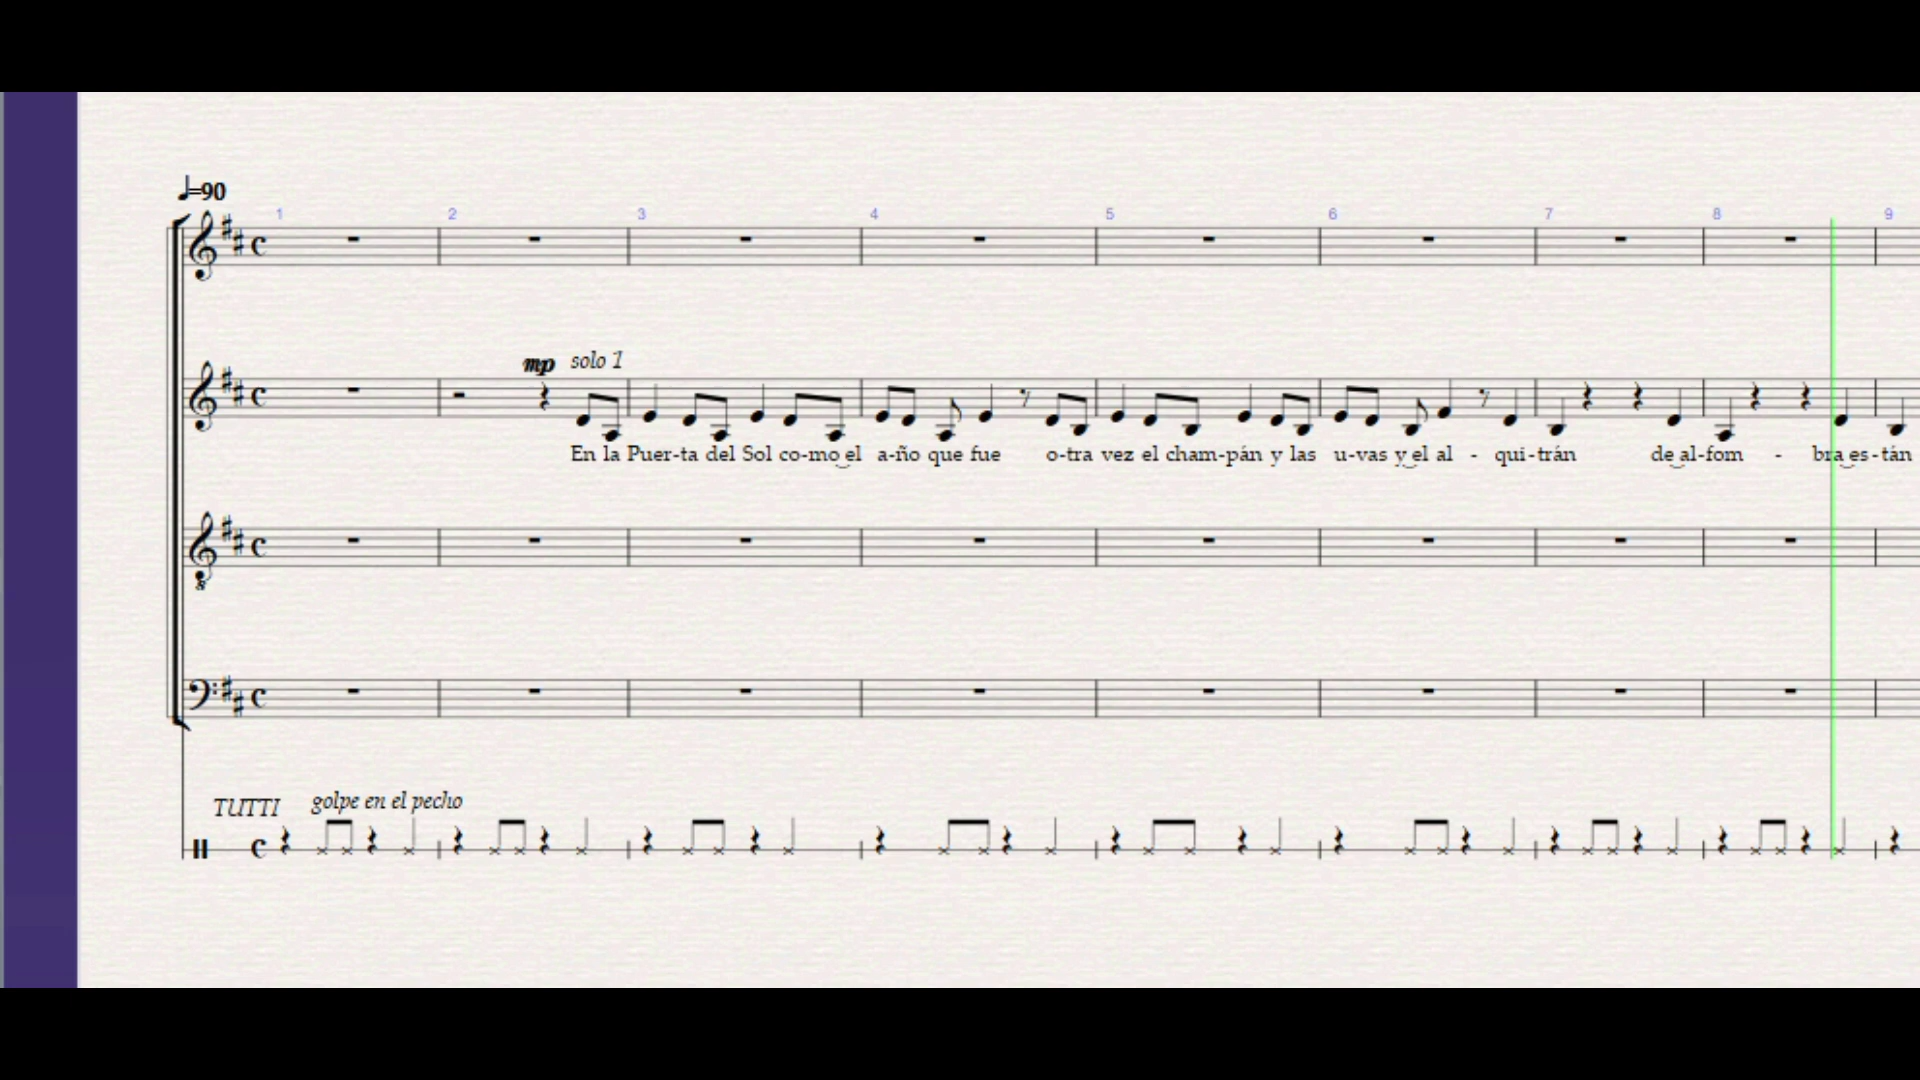 =90
1 2 3 4 5 6 7 8 9
mp solo 1
En la Puer-ta del Sol co-mo‿el a-ño que fue o-tra vez el cham-pán y las u-vas y‿el al - qui-trán de‿al-fom - bra‿es-tán
8
TUTTI golpe en el pecho